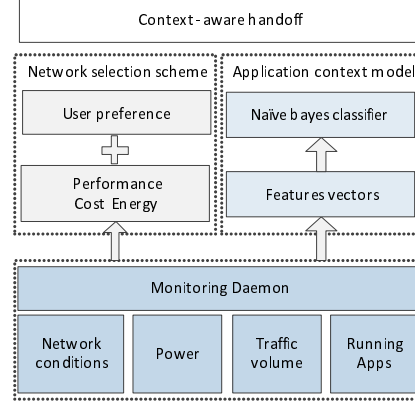 Context-aware handoff
Network selection scheme
Application context model
User preference
Naïve bayes classifier
Performance
Cost Energy
Features vectors
Monitoring Daemon
Network
conditions
Power
Traffic
volume
Running
Apps